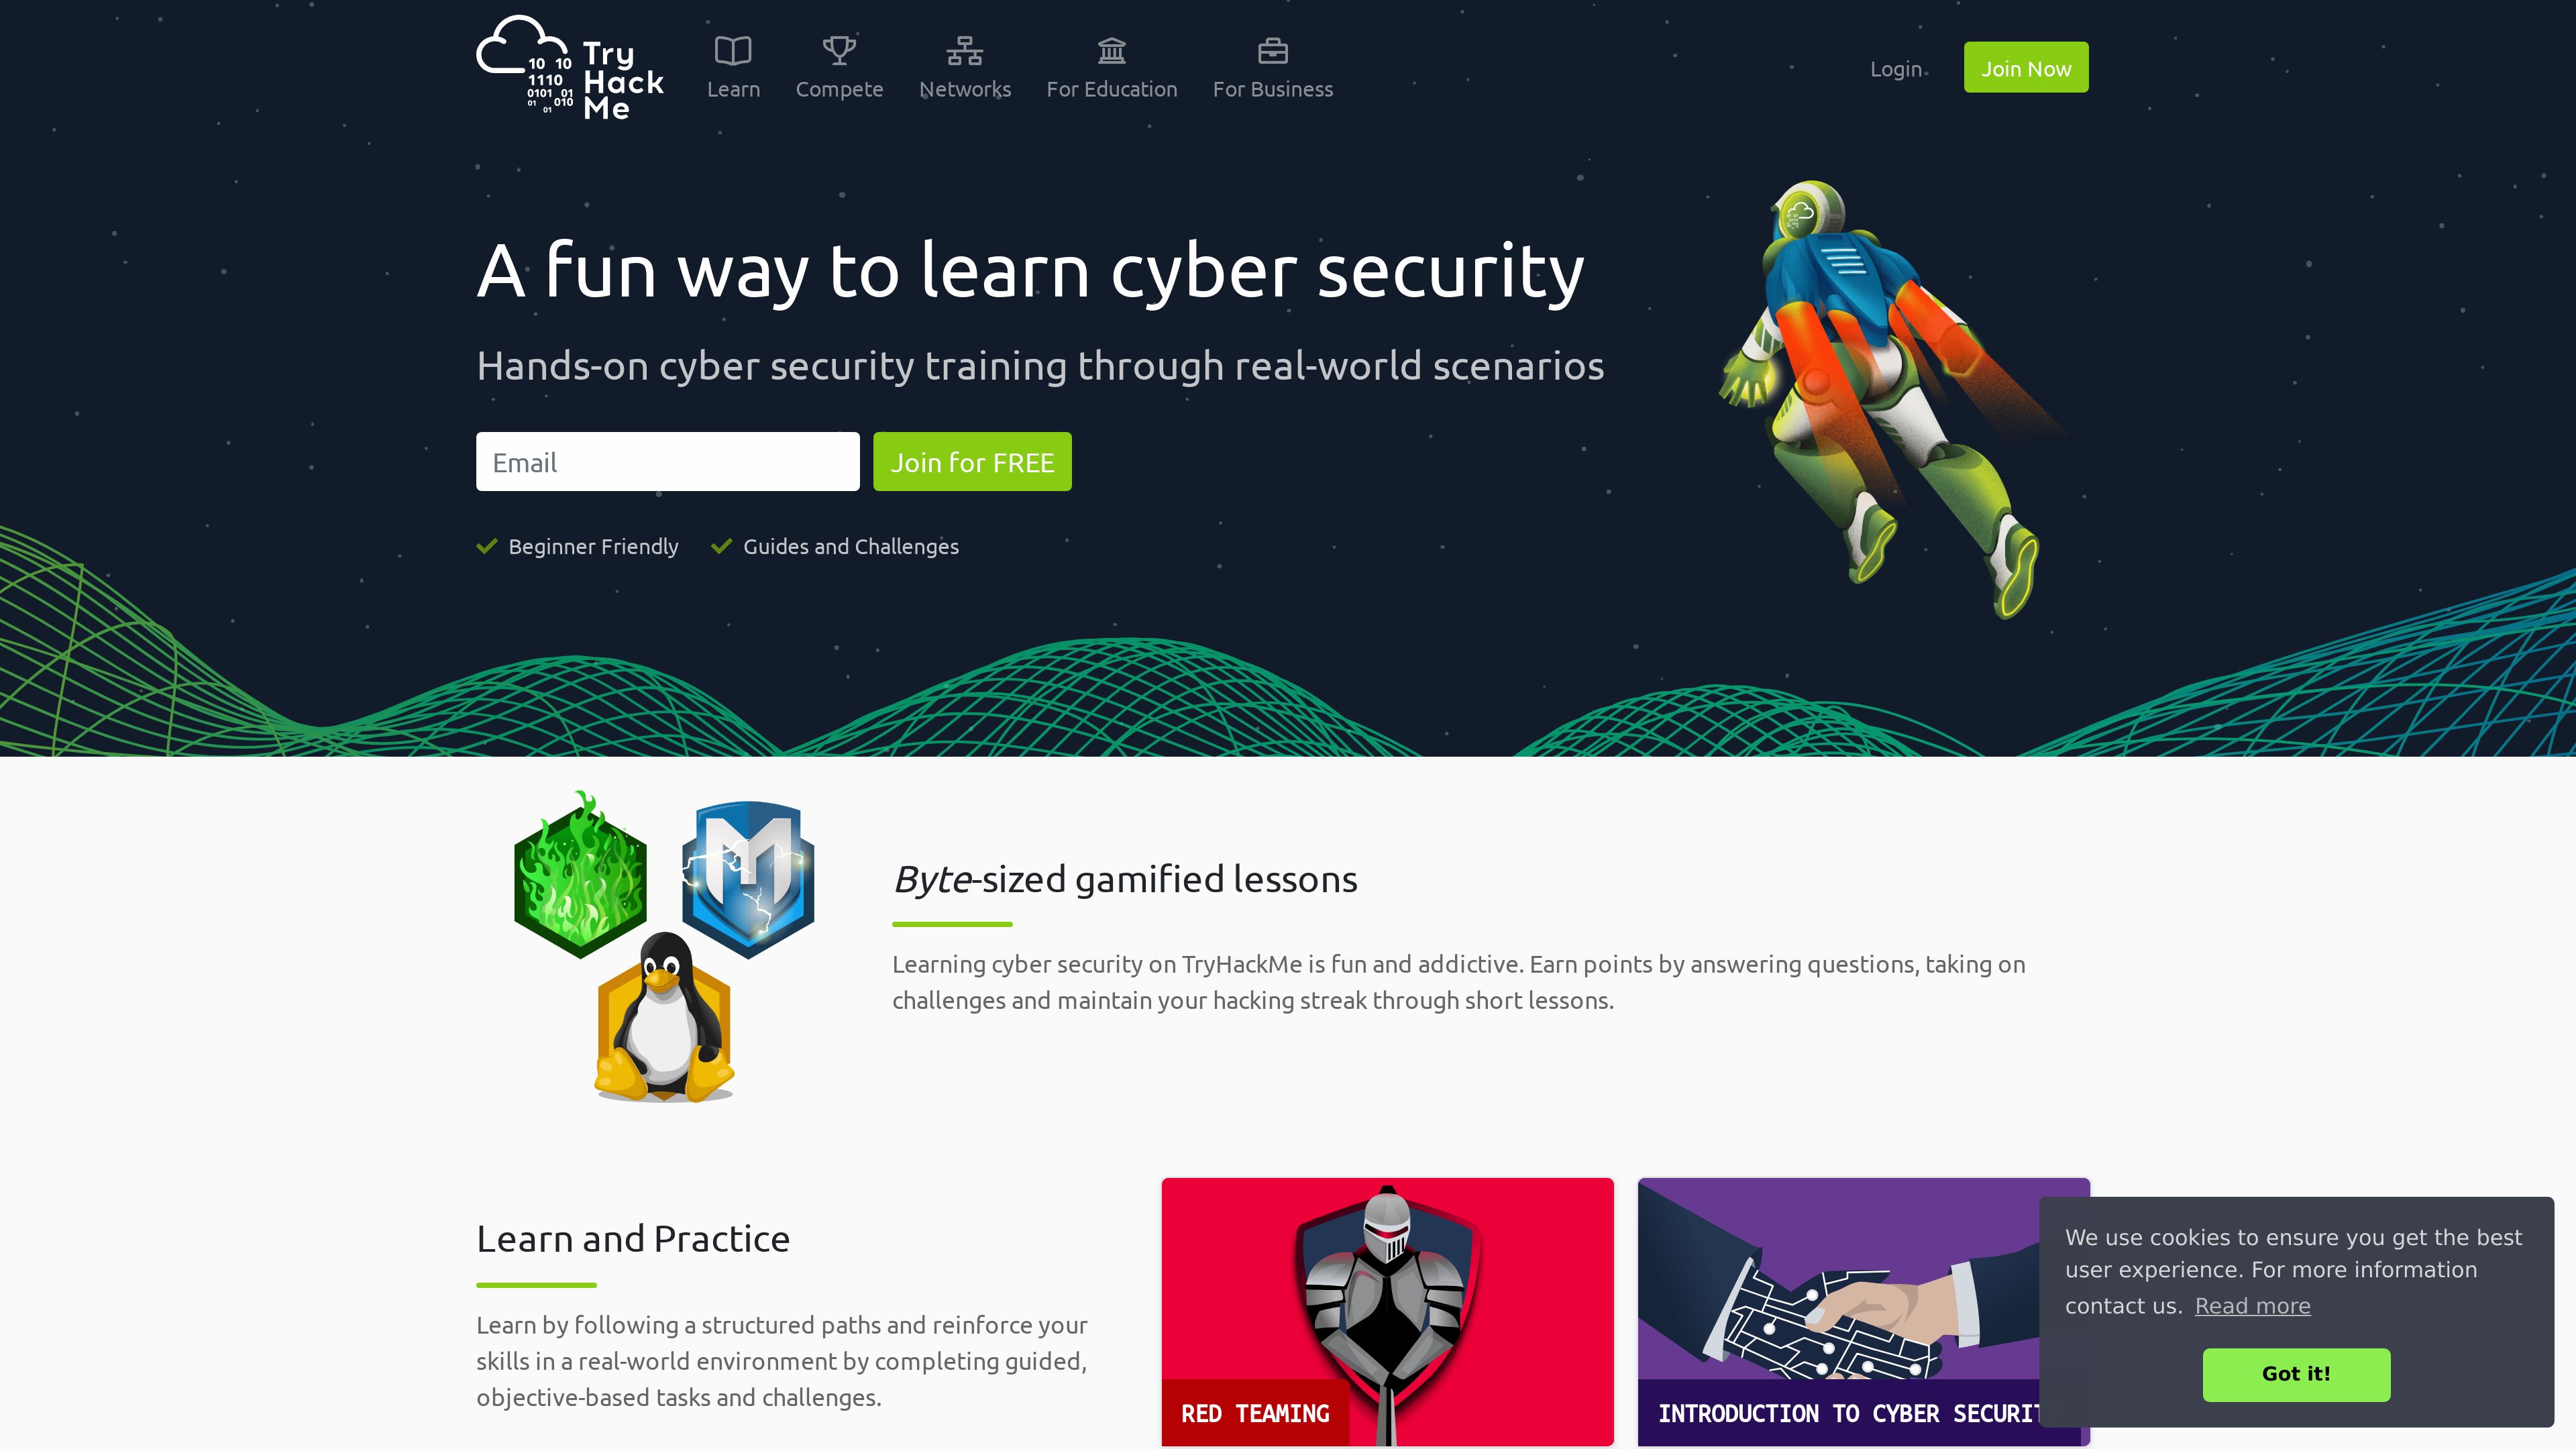 Try
Hack
Me
10 10
1110
0101 01
01 010
01
Learn
Compete
Networks
For Education
For Business
Login
Join Now
A fun way to learn cyber security
Hands-on cyber security training through real-world scenarios
Email
Join for FREE
Beginner Friendly
Guides and Challenges
M
Byte-sized gamified lessons
Learning cyber security on TryHackMe is fun and addictive. Earn points by answering questions, taking on
challenges and maintain your hacking streak through short lessons.
Learn and Practice
Learn by following a structured paths and reinforce your
skills in a real-world environment by completing guided,
objective-based tasks and challenges.
RED TEAMING
INTRODUCTION TO CYBER SECURIT
We use cookies to ensure you get the best
user experience. For more information
contact us. Read more
Got it!